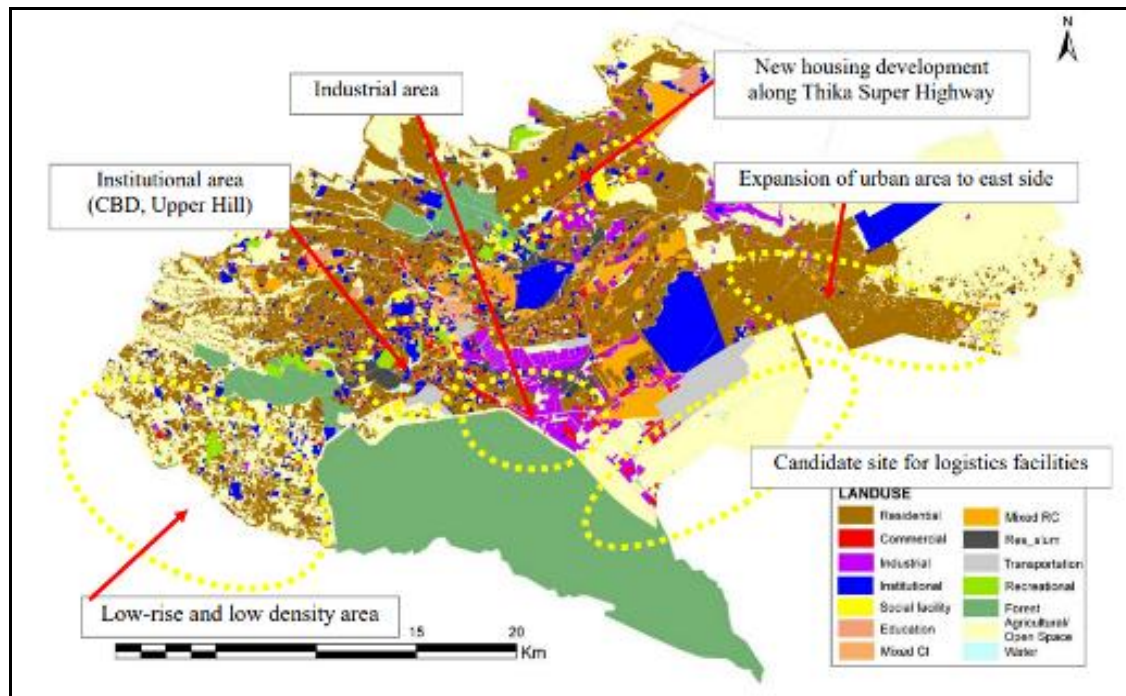 N
New housing development
along Thika Super Highway
Industrial area
Institutional area
(CBD, Upper Hill)
Expansion of urban area to east side
Candidate site for logistics facilities
Low-rise and low density area
15
20
Km
LANDUSE
Residential
Commercial
Industrial
Institutional
Social facility
Education
Mixed CI
Mixed RC
Res_slum
Transportation
Recreational
Forest
Agricultural/
Open Space
Water